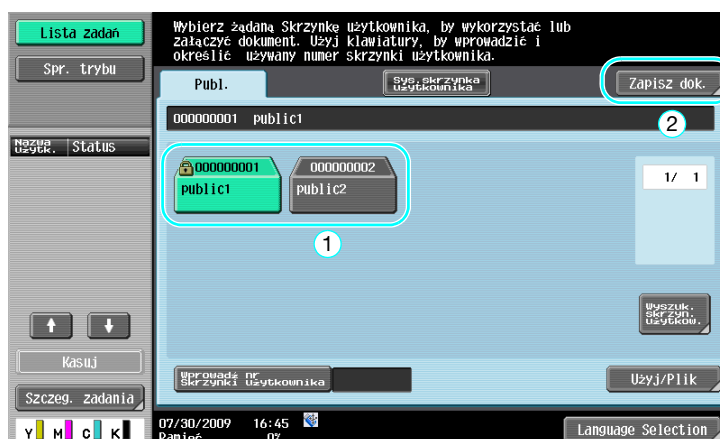 Lista zadań
Spr. trybu
Nazwa użytk. Status
Kasuj
Szczeg. zadania
Y M C K
Wybierz żądaną Skrzynkę użytkownika, by wykorzystać lub
załączyć dokument. Użyj klawiatury, by wprowadzić i
określić używany numer skrzynki użytkownika.
Publ.
Sys.skrzynka
użytkownika
Zapisz dok.
2
000000001 public1
000000001
public1
000000002
public2
1
1/ 1
Wyszuk.
skrzyn.
użytkow.
Wprowadź nr
skrzynki użytkownika
Użyj/Plik
07/30/2009 16:45
Pamięć 0%
Language Selection